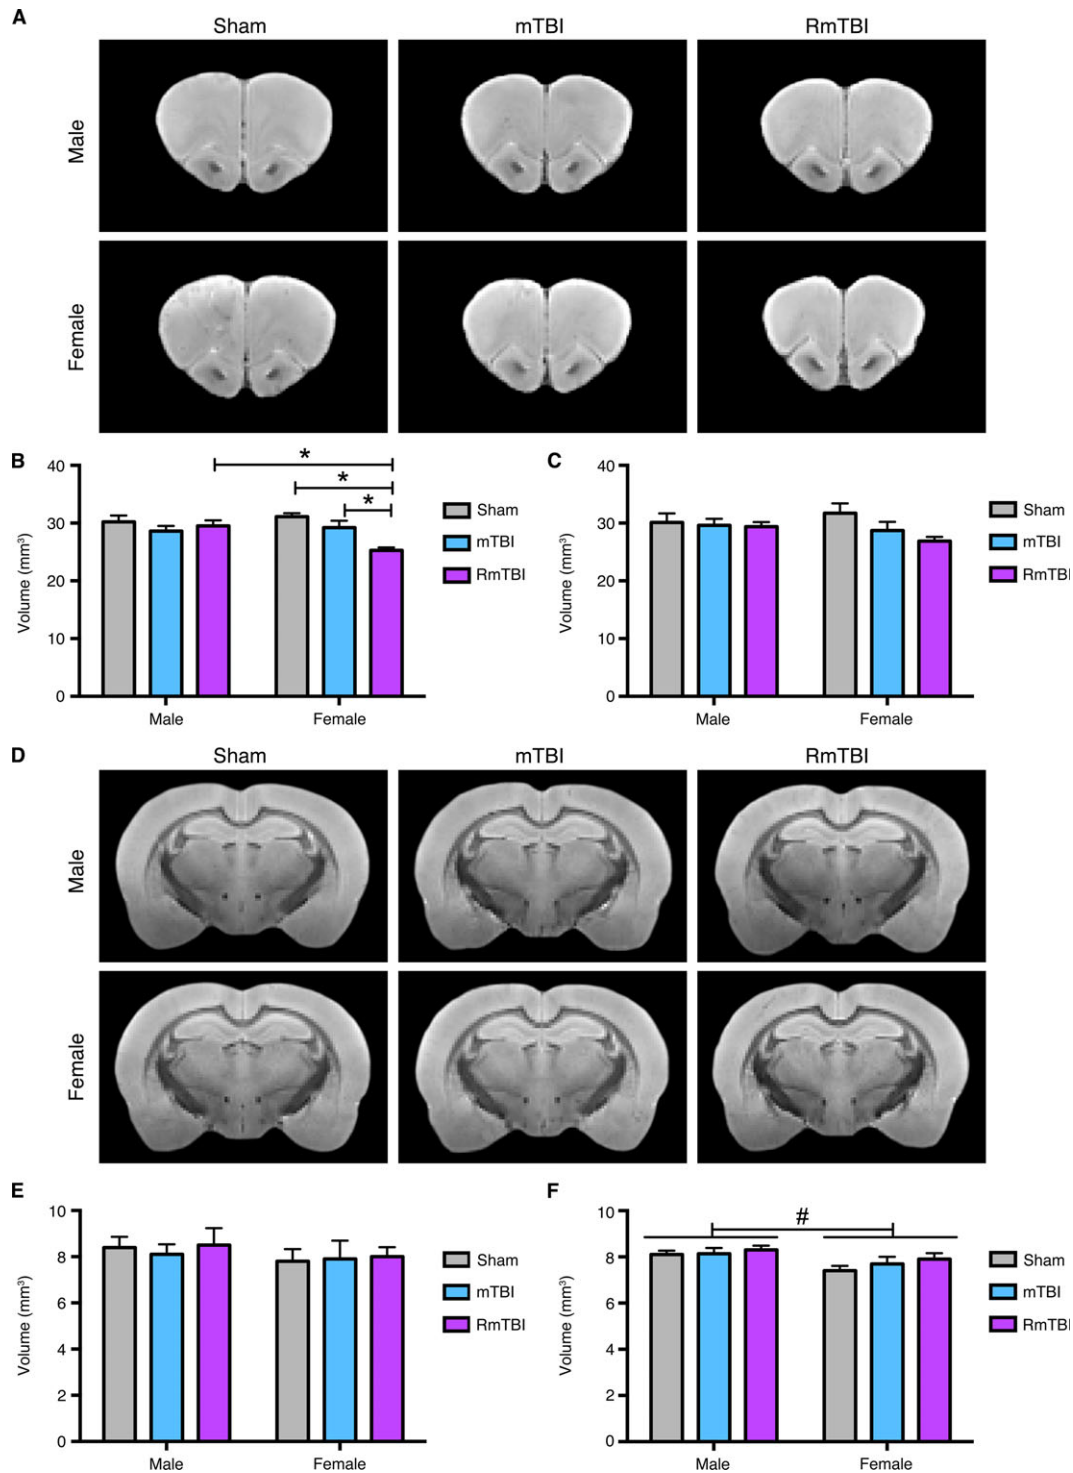 A
Sham mTBI RmTBI
Male
Female
B
Volume (mm³)
40
30
20
10
0
Male Female
* * *
Sham
mTBI
RmTBI
C
Volume (mm³)
40
30
20
10
0
Male Female
Sham
mTBI
RmTBI
D
Sham mTBI RmTBI
Male
Female
E
Volume (mm³)
10
8
6
4
2
0
Male Female
Sham
mTBI
RmTBI
F
Volume (mm³)
10
8
6
4
2
0
Male Female
#
Sham
mTBI
RmTBI